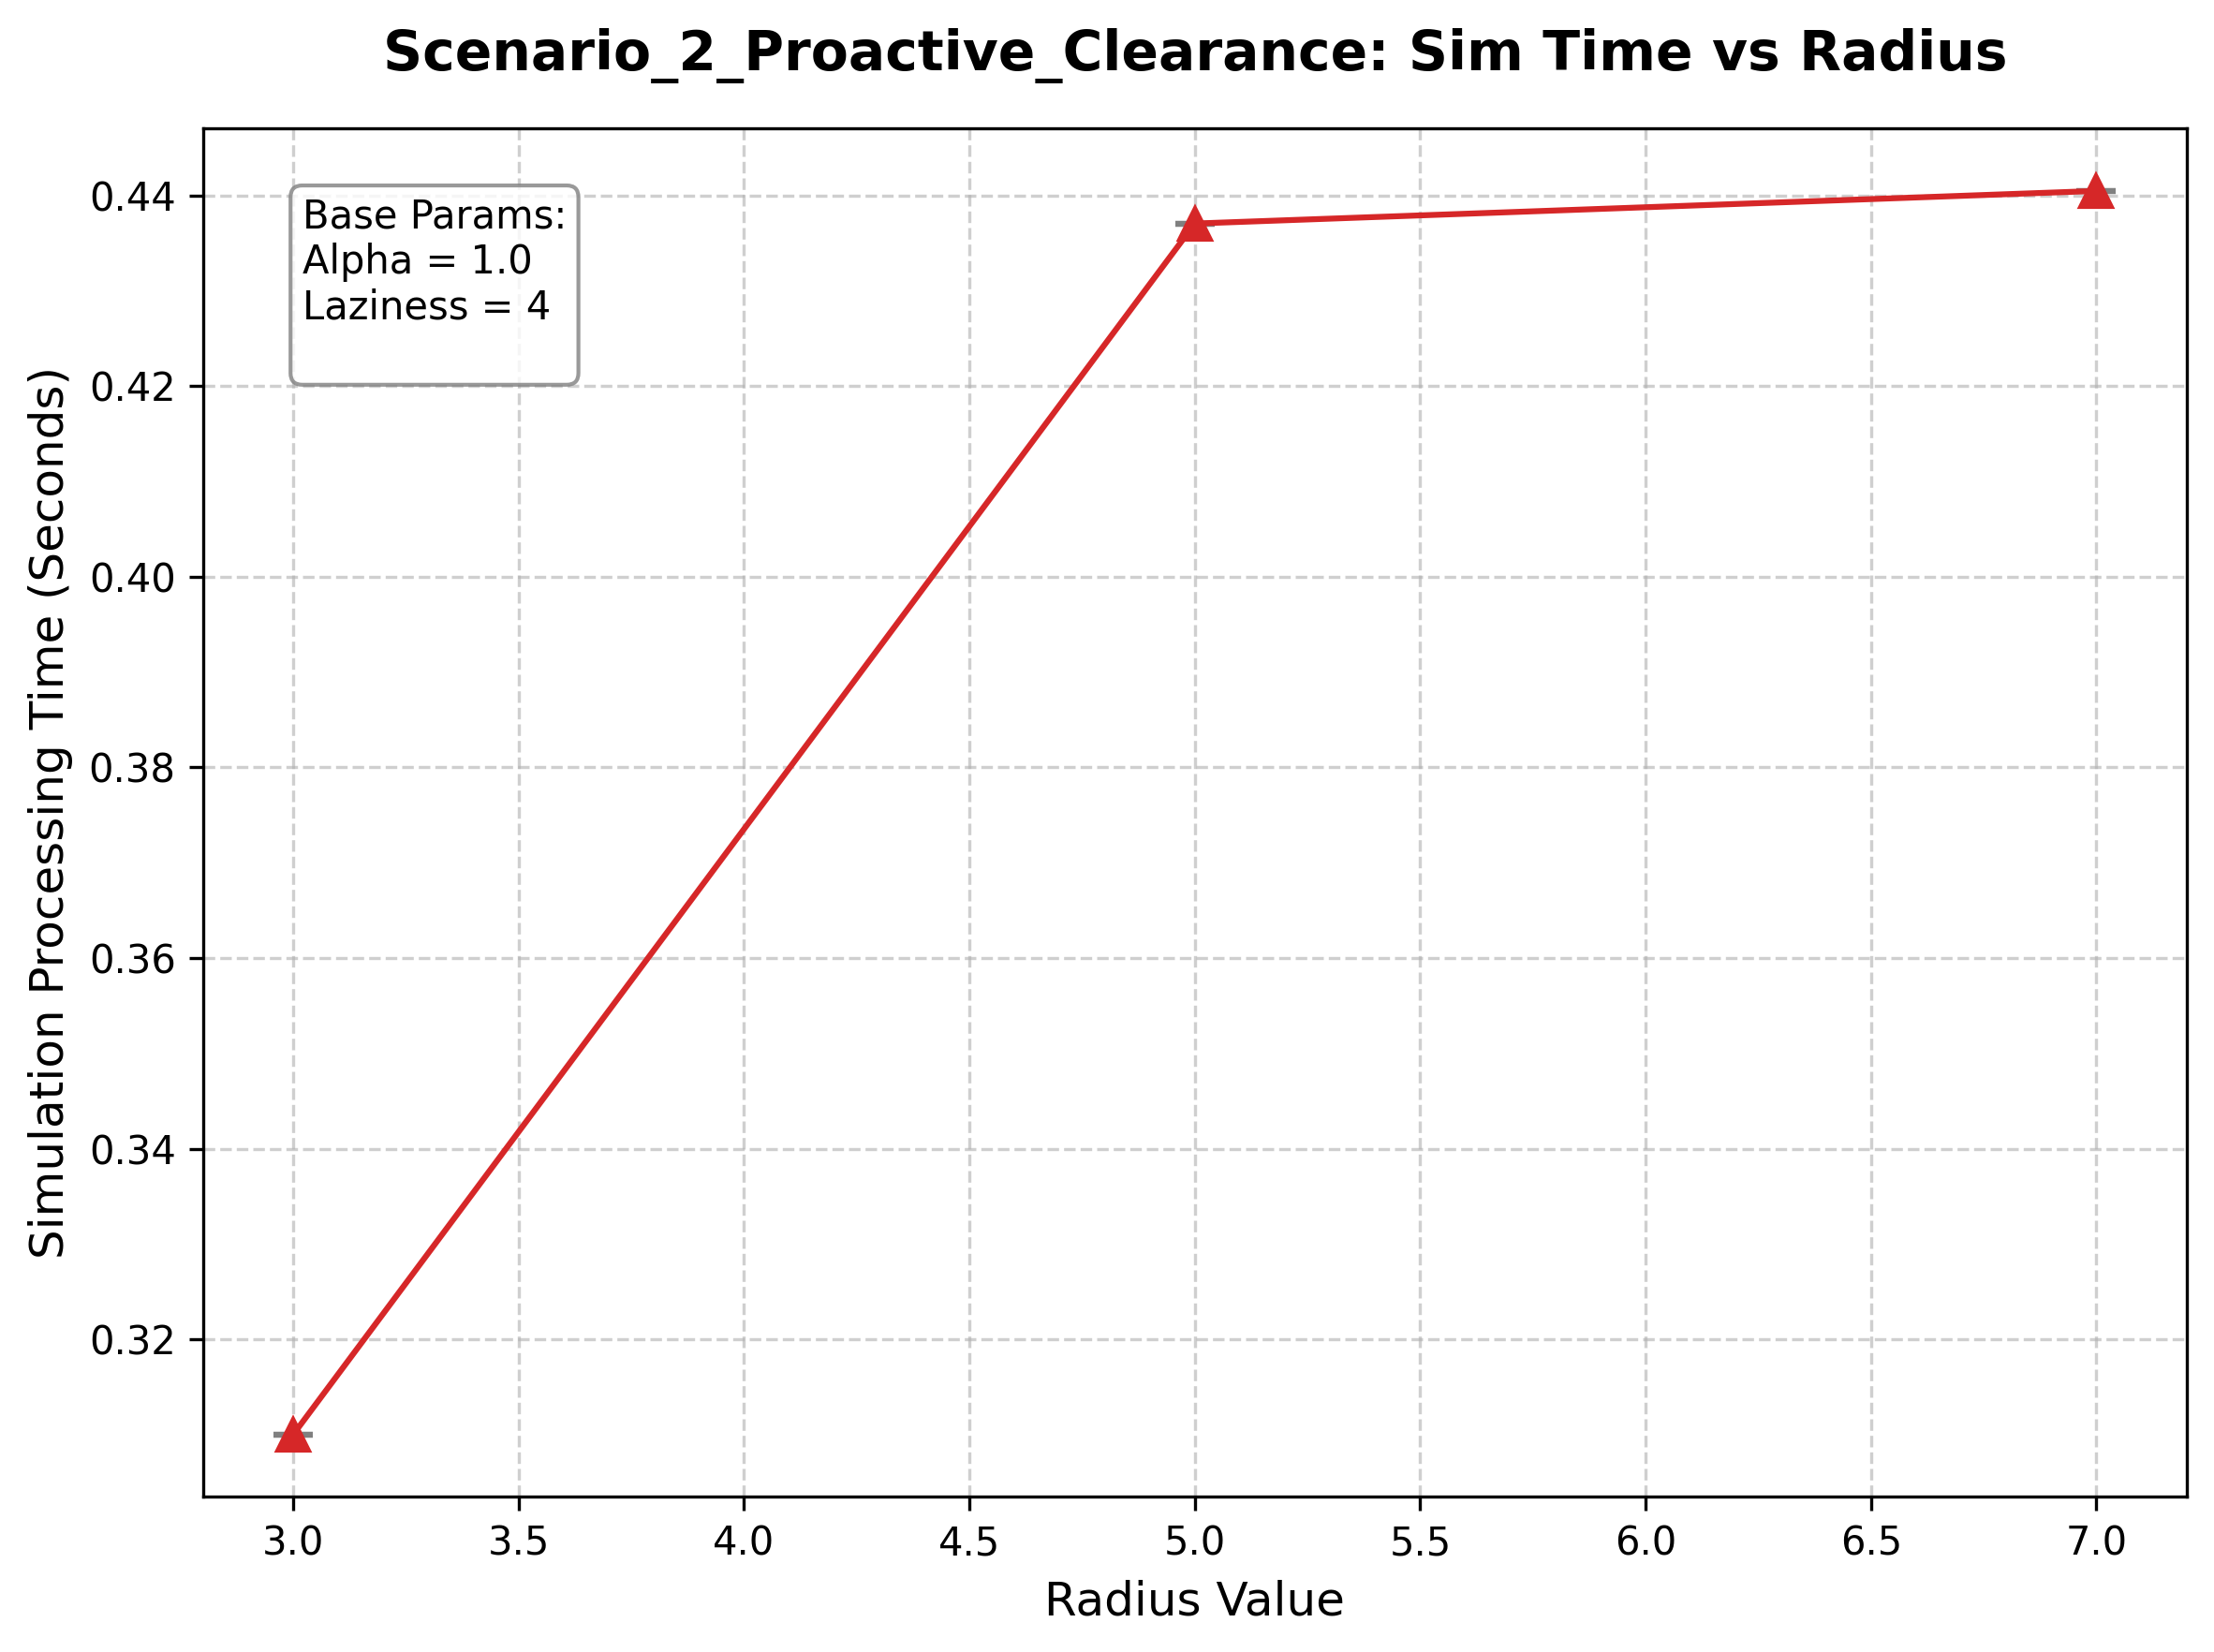 Scenario_2_Proactive_Clearance: Sim Time vs Radius
Base Params:
Alpha = 1.0
Laziness = 4
Simulation Processing Time (Seconds)
0.44
0.42
0.40
0.38
0.36
0.34
0.32
3.0 3.5 4.0 4.5 5.0 5.5 6.0 6.5 7.0
Radius Value